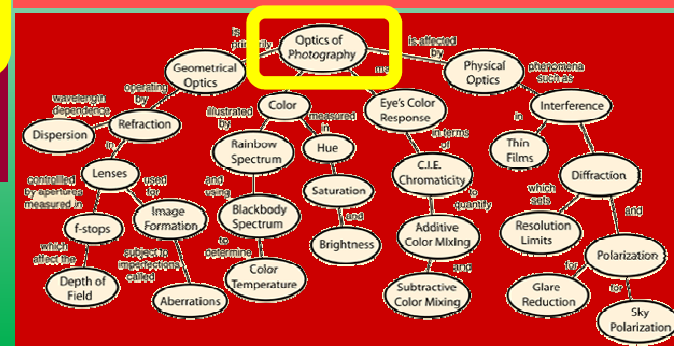 Optics of
Photography
is
primarily
is affected
by
Geometrical
Optics
Physical
Optics
phenomena
such as
operating
by
wavelength
dependence
Color
Eye's Color
Response
Interference
Dispersion
Refraction
illustrated
by
measured
in
in terms
of
in
in
Rainbow
Spectrum
Hue
Thin
Films
Lenses
C.I.E.
Chromaticity
Diffraction
controlled
by apertures
measured in
used
for
and
using
Saturation
to
quantify
which
sets
and
f-stops
Image
Formation
Blackbody
Spectrum
and
Additive
Color Mixing
Resolution
Limits
which
affect the
subject to
imperfections
called
to
determine
Brightness
and
Polarization
Depth of
Field
Aberrations
Color
Temperature
Subtractive
Color Mixing
for
Glare
Reduction
for
Sky
Polarization